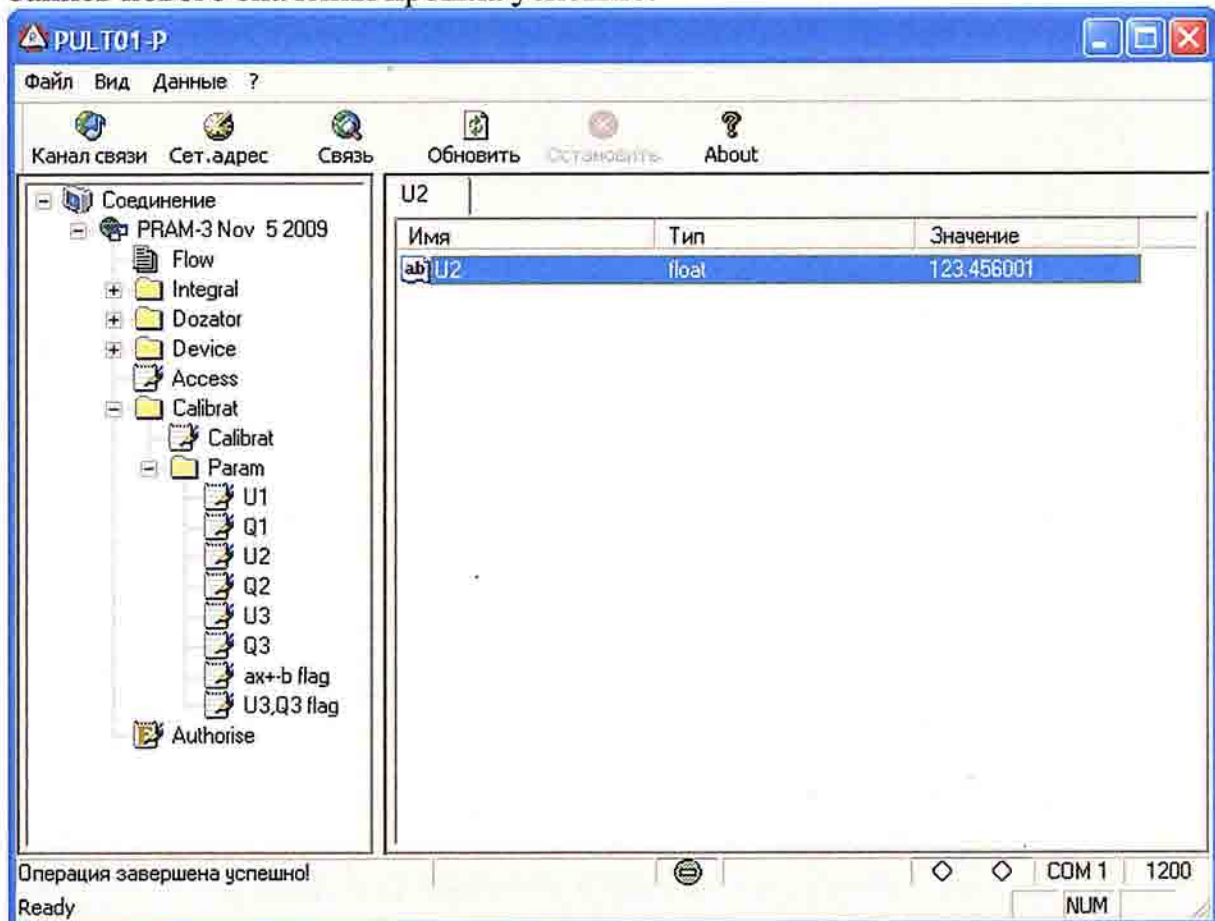 PULT01-P
Файл Вид Данные ?
Канал связи Сет.адрес Связь Обновить Остановить About
Соединение
PRAM-3 Nov 5 2009
Flow
Integral
Dozator
Device
Access
Calibrat
Calibrat
Param
U1
Q1
U2
Q2
U3
Q3
ax+-b flag
U3,Q3 flag
Authorise
U2
Имя Тип Значение
U2 float 123.456001
Операция завершена успешно! COM 1 1200
Ready NUM